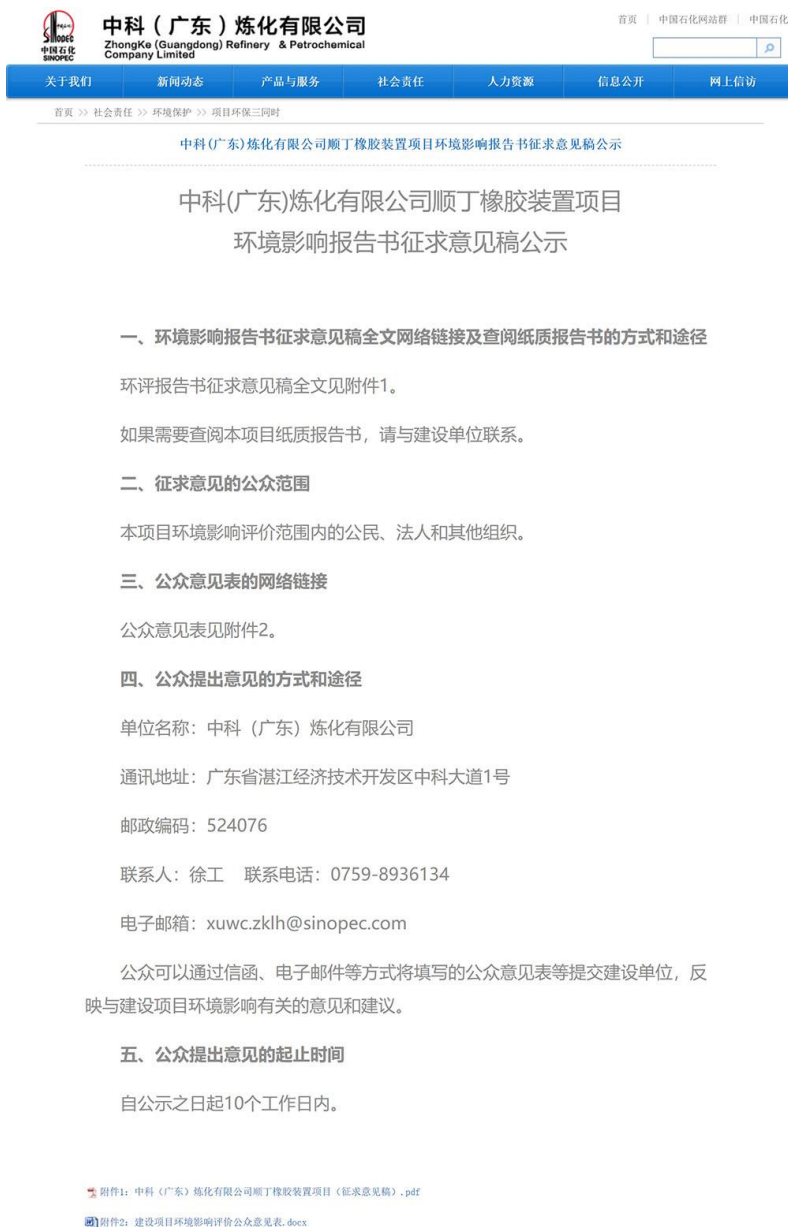 首页 | 中国石化网站群 | 中国石化
SINOPEC
中国石化
SINOPEC
中科（广东）炼化有限公司
ZhongKe (Guangdong) Refinery & Petrochemical
Company Limited
关于我们 新闻动态 产品与服务 社会责任 人力资源 信息公开 网上信访
首页 >> 社会责任 >> 环境保护 >> 项目环保三同时
中科(广东)炼化有限公司顺丁橡胶装置项目环境影响报告书征求意见稿公示
中科(广东)炼化有限公司顺丁橡胶装置项目
环境影响报告书征求意见稿公示
一、环境影响报告书征求意见稿全文网络链接及查阅纸质报告书的方式和途径
环评报告书征求意见稿全文见附件1。
如果需要查阅本项目纸质报告书，请与建设单位联系。
二、征求意见的公众范围
本项目环境影响评价范围内的公民、法人和其他组织。
三、公众意见表的网络链接
公众意见表见附件2。
四、公众提出意见的方式和途径
单位名称：中科（广东）炼化有限公司
通讯地址：广东省湛江经济技术开发区中科大道1号
邮政编码：524076
联系人：徐工 联系电话：0759-8936134
电子邮箱：xuwc.zklh@sinopec.com
公众可以通过信函、电子邮件等方式将填写的公众意见表等提交建设单位，反
映与建设项目环境影响有关的意见和建议。
五、公众提出意见的起止时间
自公示之日起10个工作日内。
附件1：中科（广东）炼化有限公司顺丁橡胶装置项目（征求意见稿）.pdf
附件2：建设项目环境影响评价公众意见表.docx